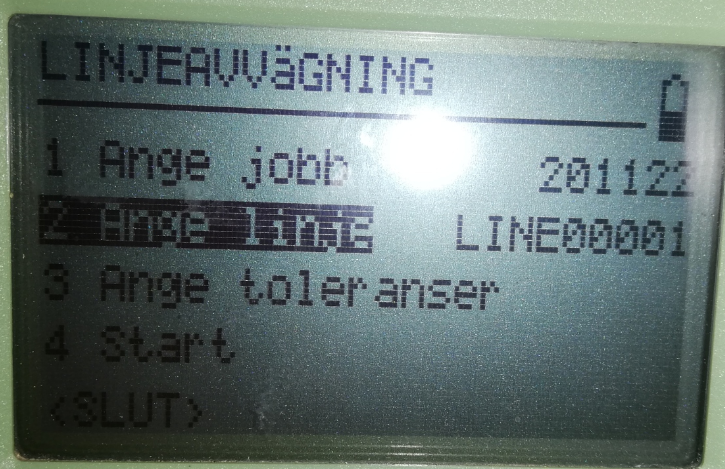 LINJEAVVäGNING
1 Ange jobb 201122
2 Ange linje LINE00001
3 Ange toleranser
4 Start
<SLUT>